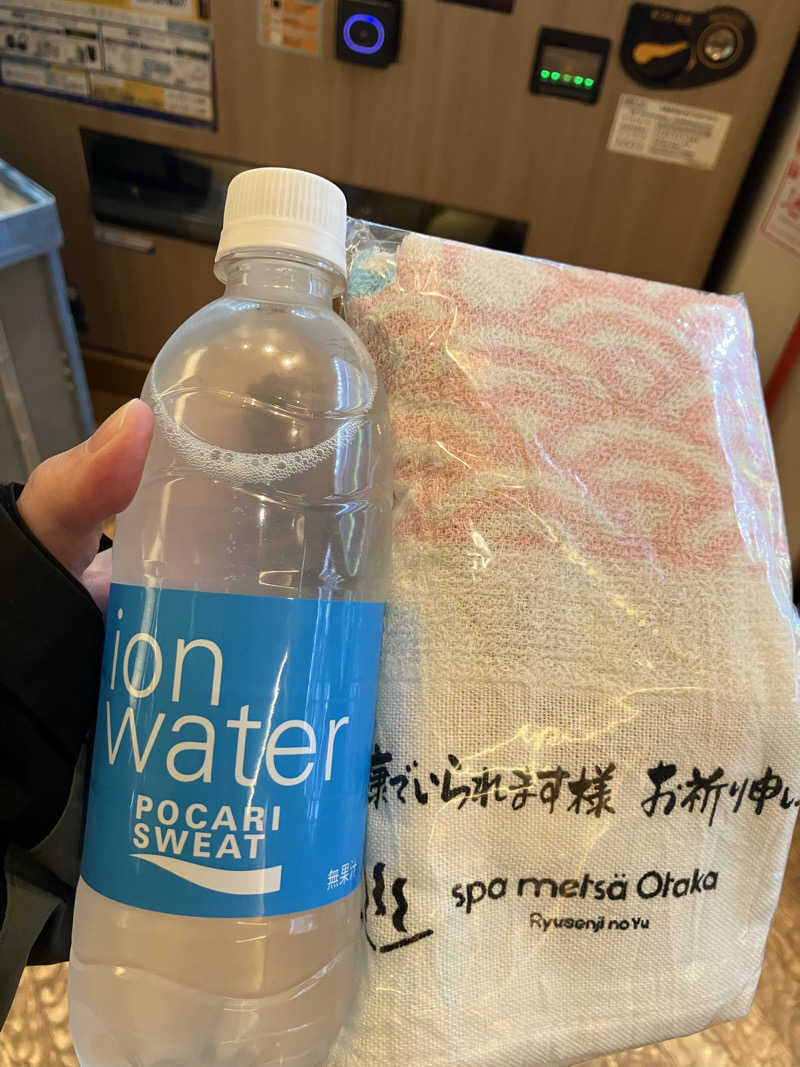 ion
water
POCARI
SWEAT
無果汁
康でいられます様 お祈り申し
spa metsä Otaka
Ryusenji no Yu